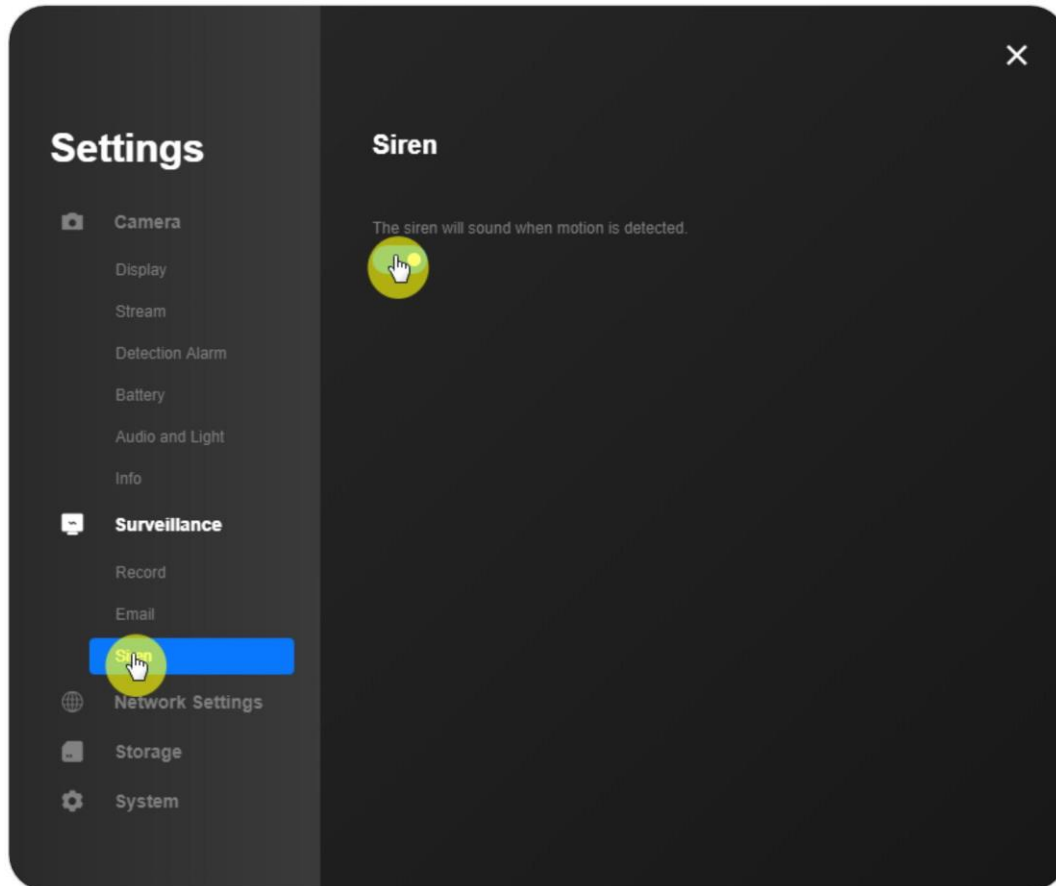 Settings
Camera
Display
Stream
Detection Alarm
Battery
Audio and Light
Info
Surveillance
Record
Email
Siren
Network Settings
Storage
System
Siren
The siren will sound when motion is detected.